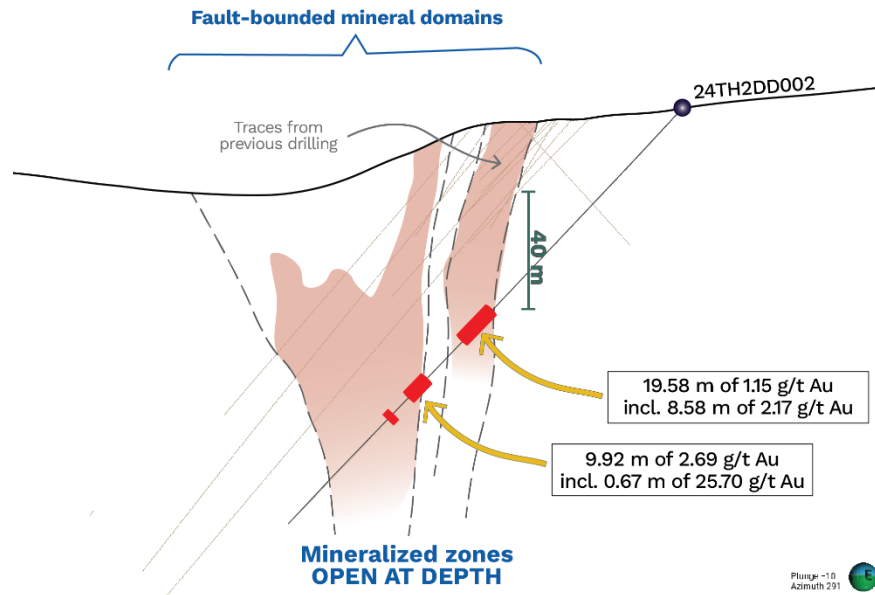 Fault-bounded mineral domains
24TH2DD002
Traces from
previous drilling
40 m
19.58 m of 1.15 g/t Au
incl. 8.58 m of 2.17 g/t Au
9.92 m of 2.69 g/t Au
incl. 0.67 m of 25.70 g/t Au
Mineralized zones
OPEN AT DEPTH
Plunge -10
Azimuth 291
E